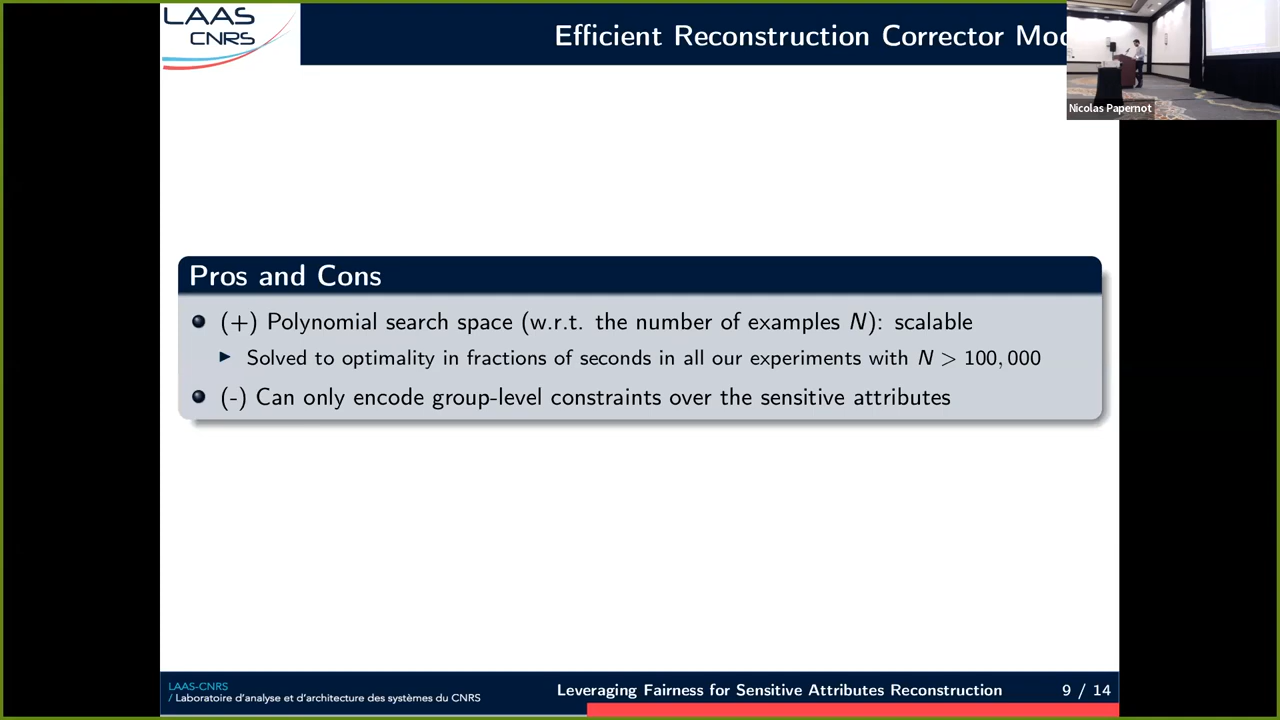 LAAS
CNRS
Efficient Reconstruction Corrector
Nicolas Papernot
Pros and Cons
(+) Polynomial search space (w.r.t. the number of examples N): scalable
Solved to optimality in fractions of seconds in all our experiments with N > 100, 000
(-) Can only encode group-level constraints over the sensitive attributes
LAAS-CNRS
/ Laboratoire d'analyse et d'architecture des systèmes du CNRS
Leveraging Fairness for Sensitive Attributes Reconstruction
9 / 14